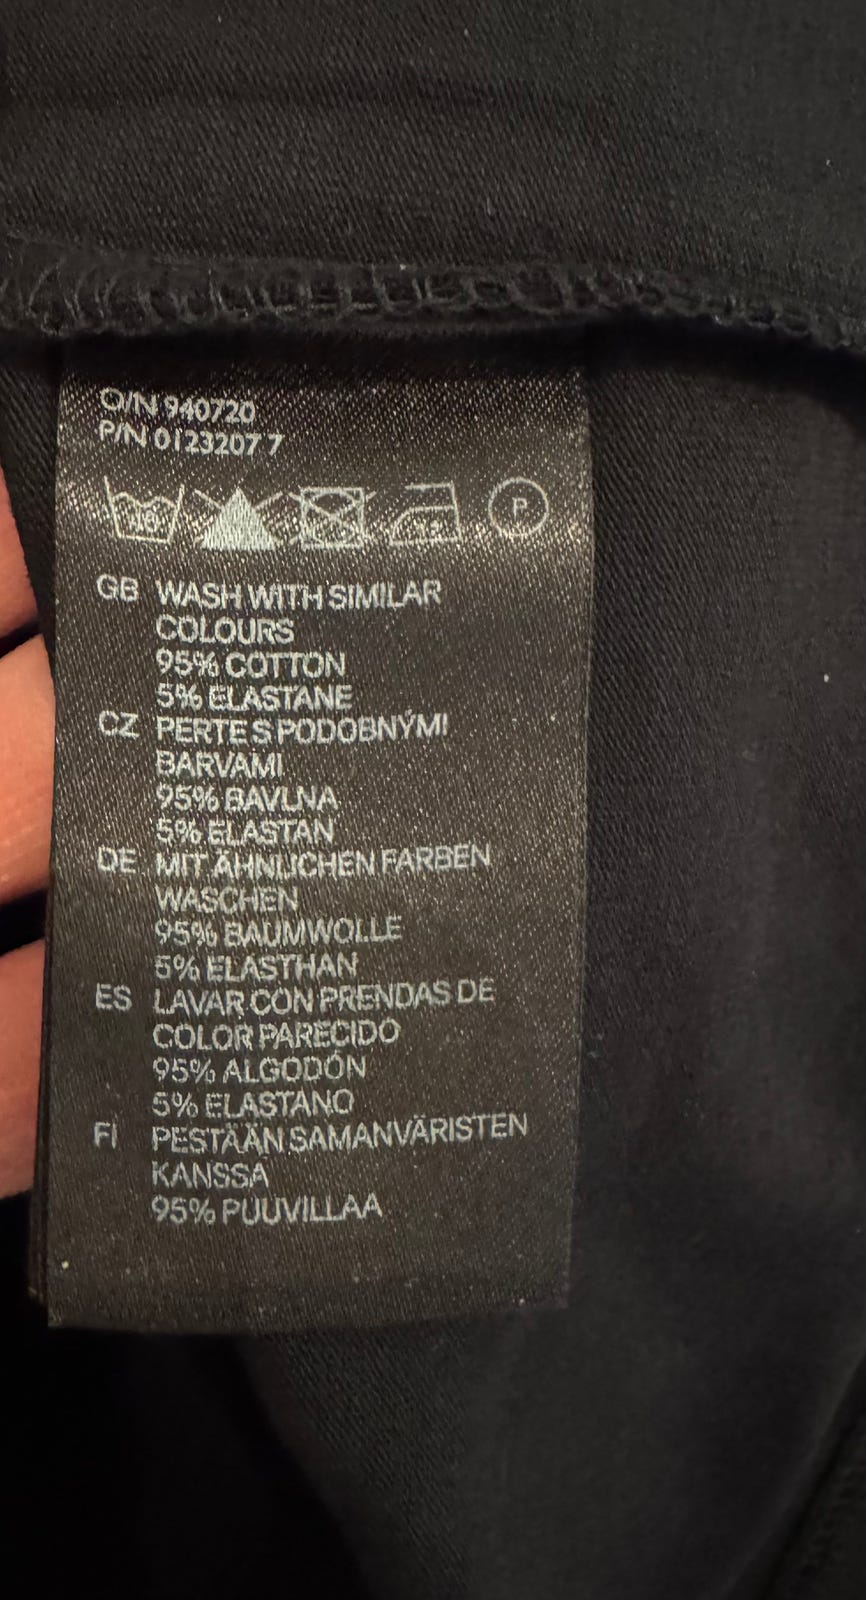 O/N 940720
P/N 01232077
P
GB WASH WITH SIMILAR
COLOURS
95% COTTON
5% ELASTANE
CZ PERTE S PODOBNÝMI
BARVAMI
95% BAVLNA
5% ELASTAN
DE MIT ÄHNLICHEN FARBEN
WASCHEN
95% BAUMWOLLE
5% ELASTHAN
ES LAVAR CON PRENDAS DE
COLOR PARECIDO
95% ALGODÓN
5% ELASTANO
FI PESTÄÄN SAMANVÄRISTEN
KANSSA
95% PUUVILLAA